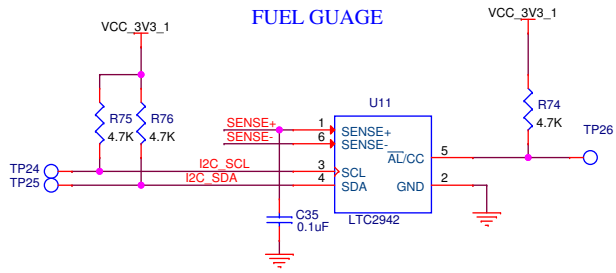 FUEL GUAGE
VCC_3V3_1
VCC_3V3_1
R75
4.7K
R76
4.7K
R74
4.7K
U11
SENSE+
SENSE-
1
6
SENSE+
SENSE-
AL/CC
5
TP26
TP24
TP25
I2C_SCL
I2C_SDA
3
4
SCL
SDA
GND
2
C35
0.1uF
LTC2942